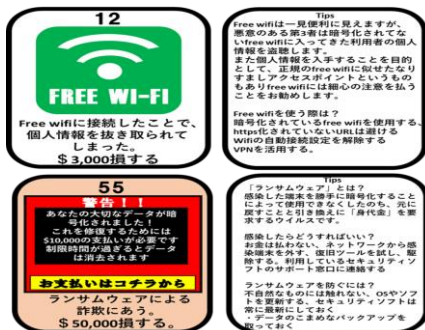 12
FREE WI-FI
Free wifiに接続したことで、
個人情報を抜き取られて
しまった。
$3,000損する
Tips
Free wifiは一見便利に見えますが、
悪意のある第3者は暗号化されてな
いfree wifiに入ってきた利用者の個人
情報を盗聴します。
また個人情報を入手することを目的
として、正規のfree wifiに似せたなり
すましアクセスポイントというもの
もありfree wifiには細心の注意を払う
ことをお勧めします。
Free wifiを使う際は？
暗号化されているfree wifiを使用する、
https化されていないURLは避ける
Wifiの自動接続設定を解除する
VPNを活用する。
55
警告！！
あなたの大切なデータが暗
号化されました！
これを修復するためには
$10,000の支払いが必要です
制限時間が過ぎるとデータ
は消去されます
お支払いはコチラから
ランサムウェアによる
詐欺にあう。
$50,000損する。
Tips
「ランサムウェア」とは？
感染した端末を勝手に暗号化すること
によって使用できなくしたのち、元に
戻すことと引き換えに「身代金」を要
求するウイルスです。
感染したらどうすればいい？
お金は払わない、ネットワークから感
染端末を外す、復旧ツールを試し、駆
除する。利用しているセキュリティソ
フトのサポート窓口に連絡する
ランサムウェアを防ぐには？
不自然なものには触れない、OSやソフ
トを更新する、セキュリティソフトは
常に最新にしておく
・データのこまめなバックアップを
取っておく